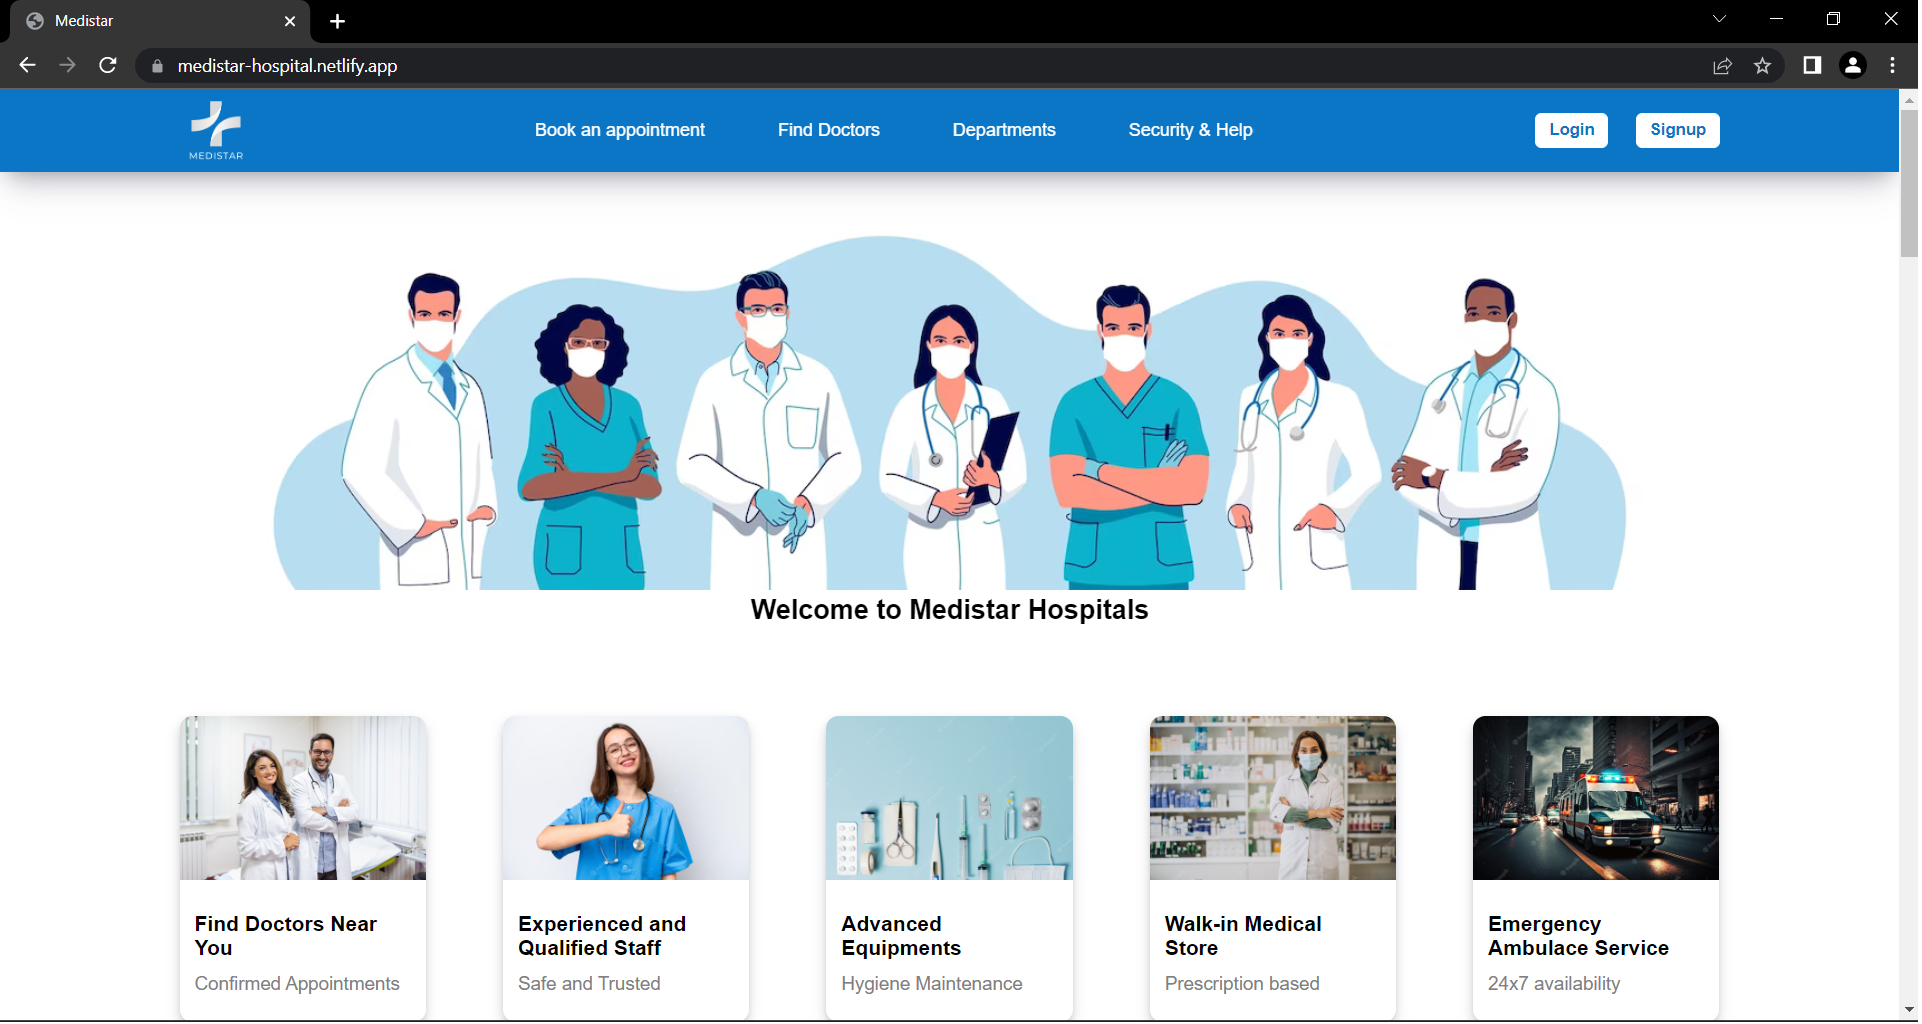 Medistar
medistar-hospital.netlify.app
MEDISTAR
Book an appointment
Find Doctors
Departments
Security & Help
Login
Signup
Welcome to Medistar Hospitals
Find Doctors Near
You
Confirmed Appointments
Experienced and
Qualified Staff
Safe and Trusted
Advanced
Equipments
Hygiene Maintenance
Walk-in Medical
Store
Prescription based
Emergency
Ambulace Service
24x7 availability